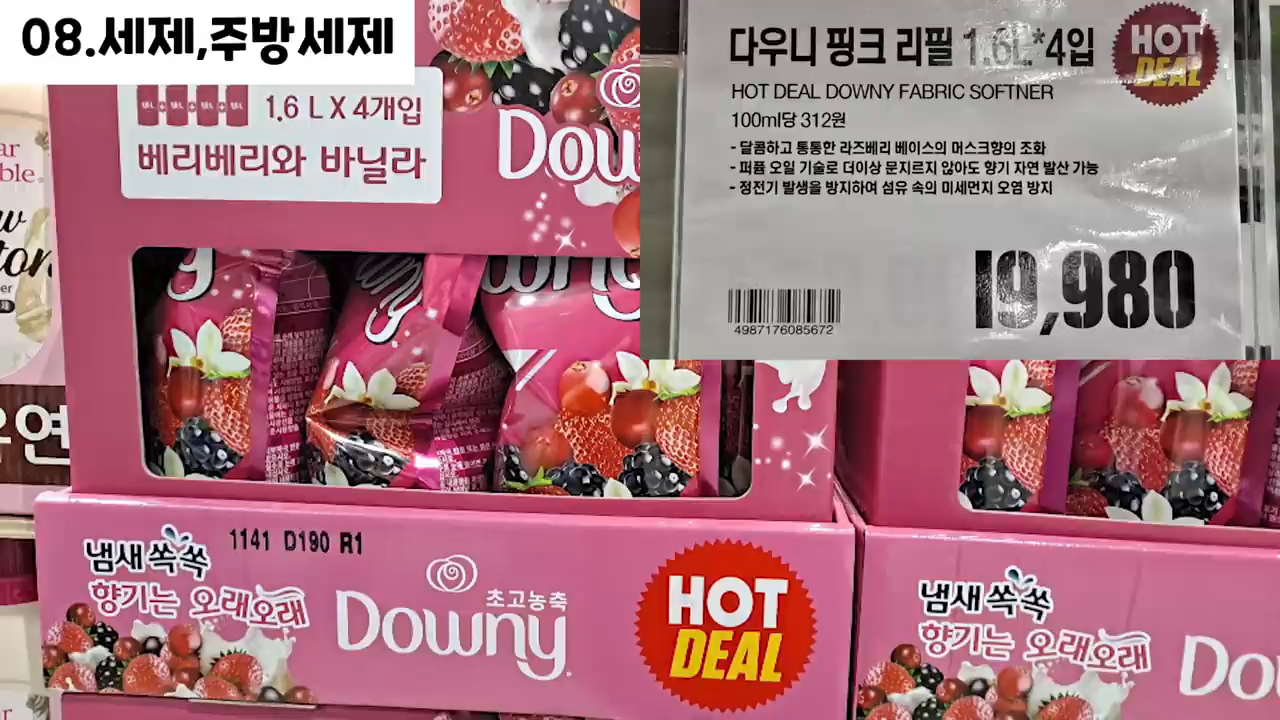 08.세제,주방세제
1.6 L X 4개입
베리베리와 바닐라
Dow
다우니 핑크 리필 1.6L*4입
HOT
DEAL
HOT DEAL DOWNY FABRIC SOFTNER
100ml당 312원
- 달콤하고 통통한 라즈베리 베이스의 머스크향의 조화
- 퍼퓸 오일 기술로 더이상 문지르지 않아도 향기 자연 발산 가능
- 정전기 발생을 방지하여 섬유 속의 미세먼지 오염 방지
19,980
4987176085672
1141 D190 R1
냄새 쏙쏙
향기는 오래오래
초고농축
Downy
HOT
DEAL
냄새 쏙쏙
향기는 오래오래
Do